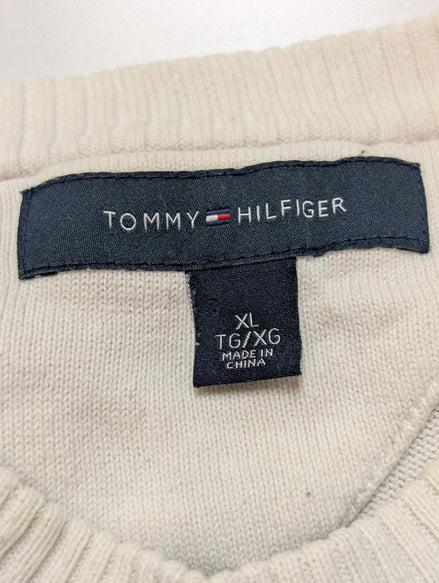 TOMMY HILFIGER
XL
TG/XG
MADE IN
CHINA